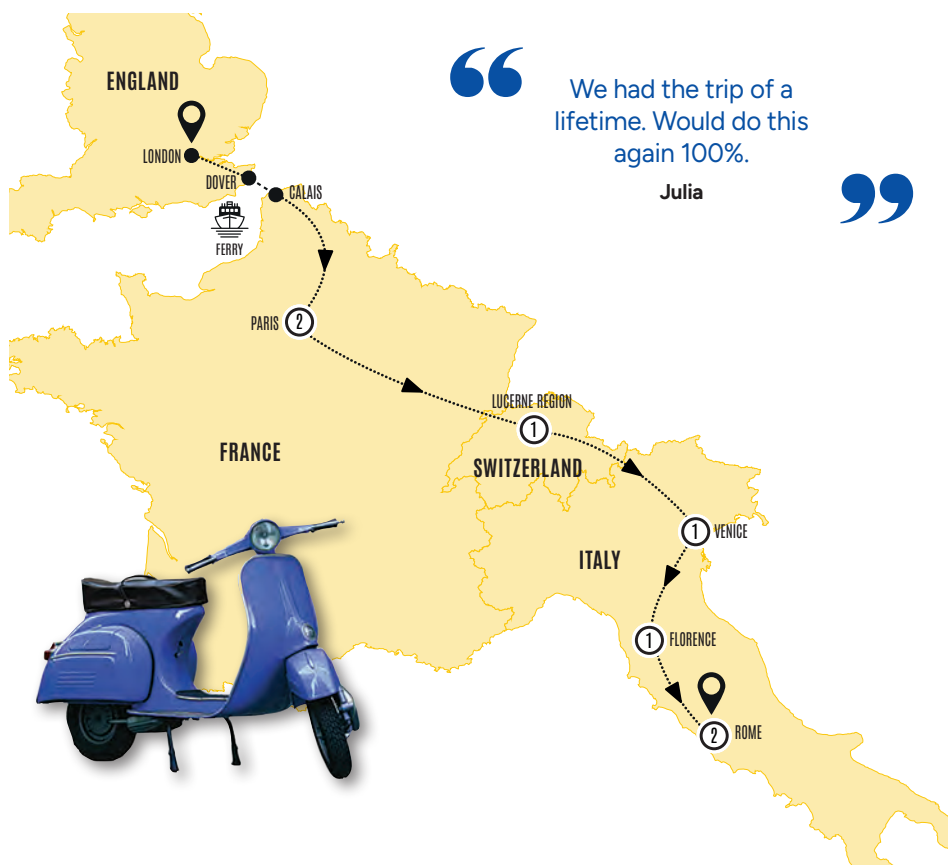 ENGLAND
LONDON
DOVER
CALAIS
FERRY
“
We had the trip of a
lifetime. Would do this
again 100%.
Julia
”
PARIS 2
LUCERNE REGION
1
FRANCE
SWITZERLAND
1 VENICE
ITALY
1 FLORENCE
2 ROME